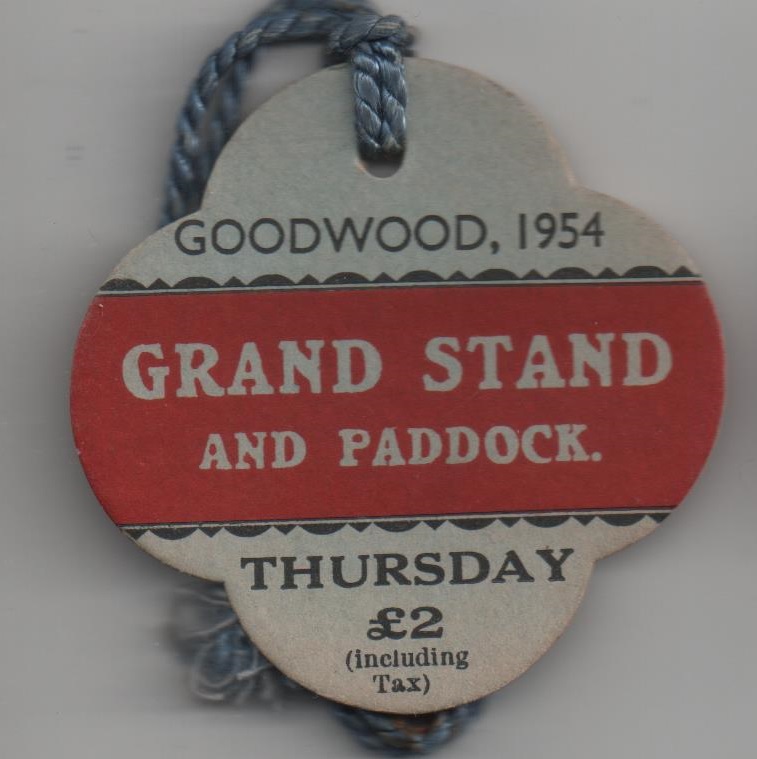 GOODWOOD, 1954
GRAND STAND
AND PADDOCK.
THURSDAY
£2
(including
Tax)